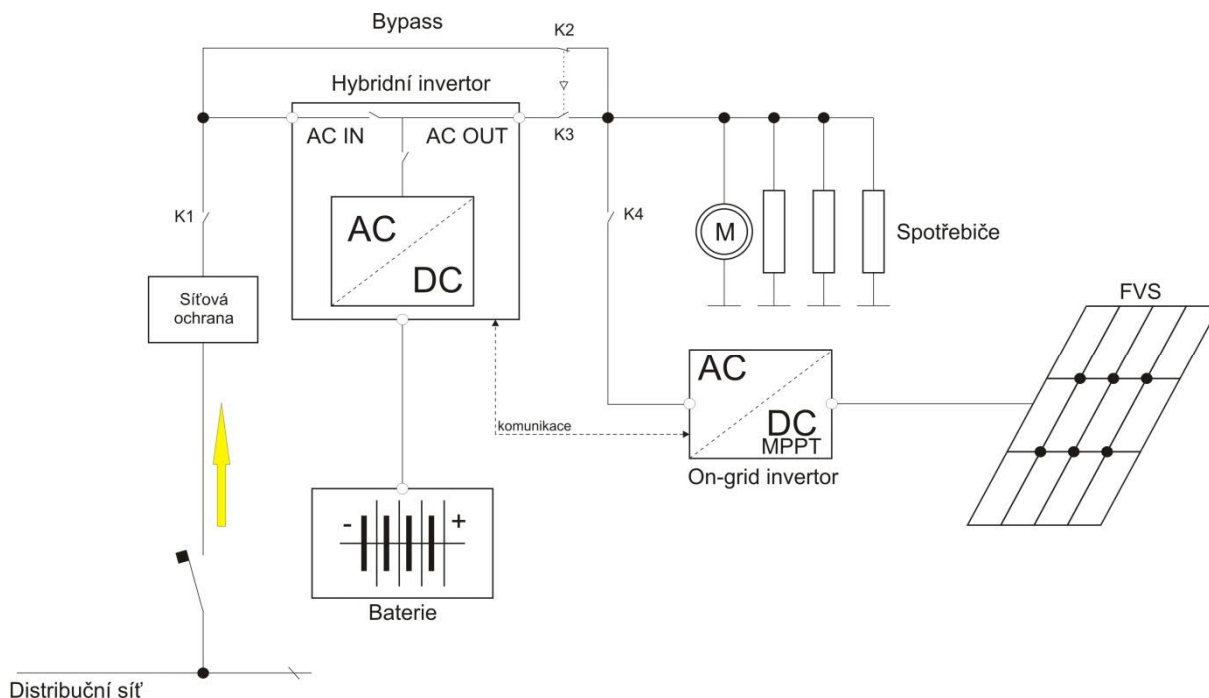 Bypass
K2
Hybridní invertor
AC IN
AC OUT
K3
K1
AC
DC
K4
M
Spotřebiče
Síťová
ochrana
FVS
AC
DC
MPPT
komunikace
On-grid invertor
- +
Baterie
Distribuční síť